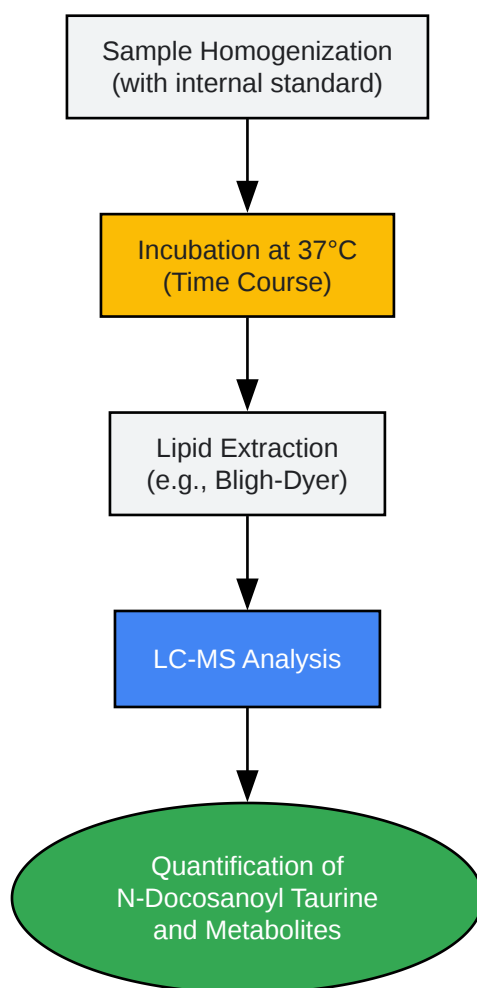 Sample Homogenization
(with internal standard)
Incubation at 37°C
(Time Course)
Lipid Extraction
(e.g., Bligh-Dyer)
LC-MS Analysis
Quantification of
N-Docosanoyl Taurine
and Metabolites